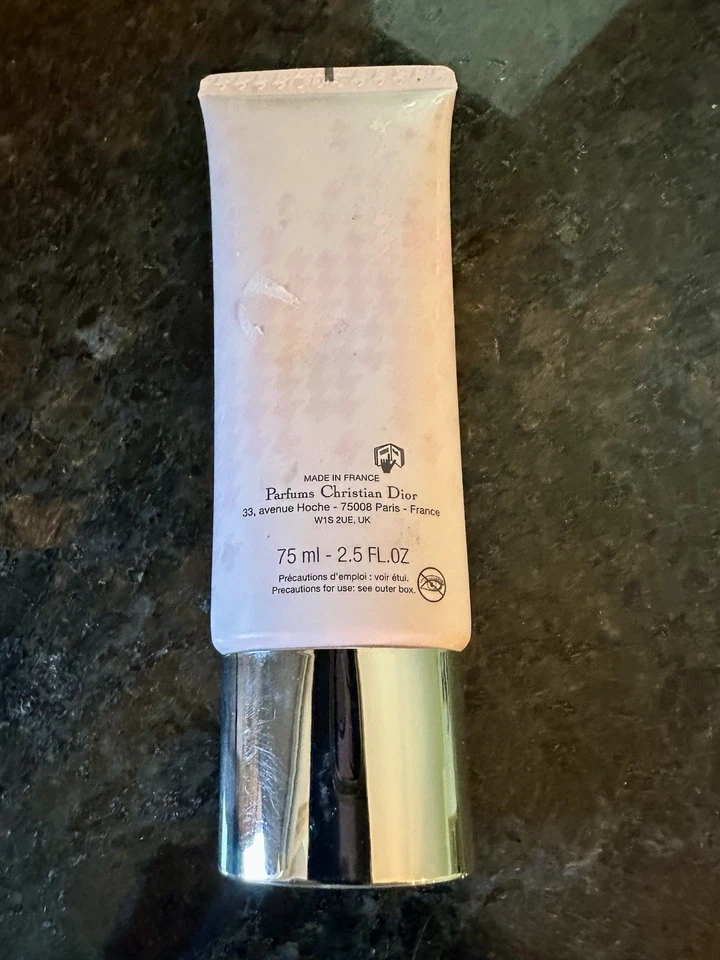 MADE IN FRANCE
Parfums Christian Dior
33, avenue Hoche - 75008 Paris - France
W1S 2UE, UK
75 ml - 2.5 FL.OZ
Précautions d'emploi : voir étui.
Precautions for use: see outer box.